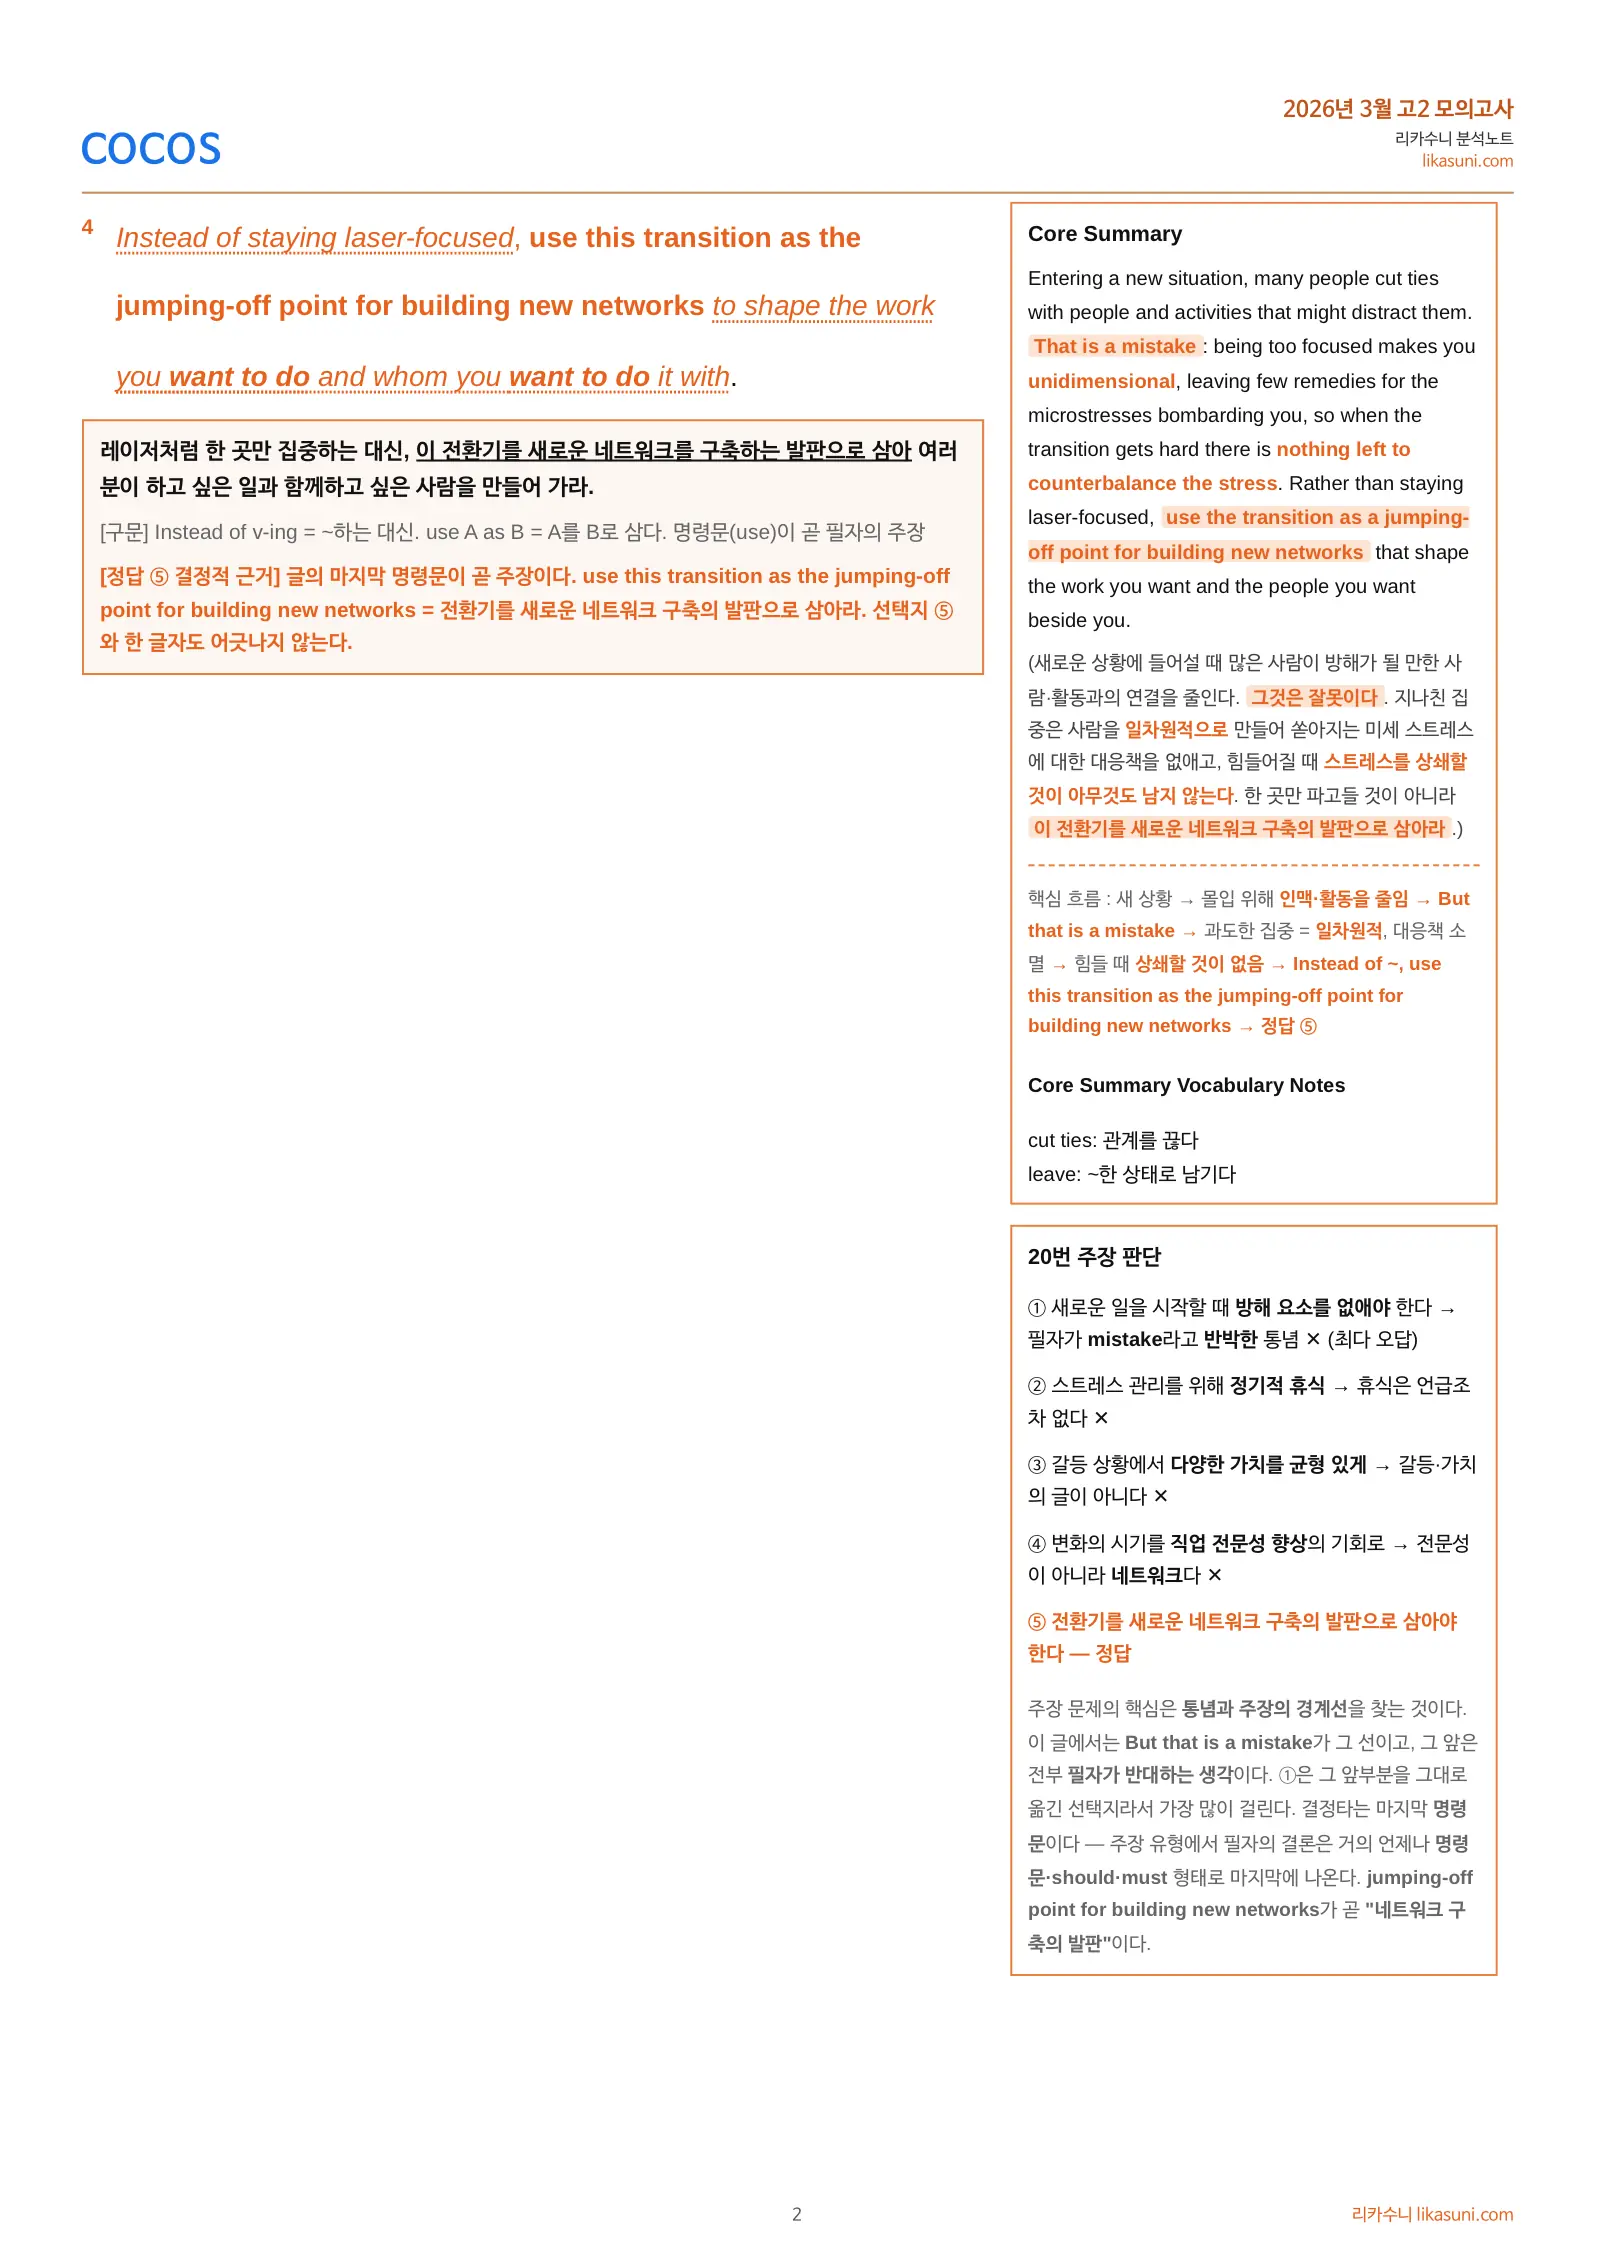 cocos
2026년 3월 고2 모의고사
리카수니 분석노트
likasuni.com
4 Instead of staying laser-focused, use this transition as the
jumping-off point for building new networks to shape the work
you want to do and whom you want to do it with.
레이저처럼 한 곳만 집중하는 대신, 이 전환기를 새로운 네트워크를 구축하는 발판으로 삼아 여러
분이 하고 싶은 일과 함께하고 싶은 사람을 만들어 가라.
[구문] Instead of v-ing = ~하는 대신. use A as B = A를 B로 삼다. 명령문(use)이 곧 필자의 주장
[정답 ⑤ 결정적 근거] 글의 마지막 명령문이 곧 주장이다. use this transition as the jumping-off
point for building new networks = 전환기를 새로운 네트워크 구축의 발판으로 삼아라. 선택지 ⑤
와 한 글자도 어긋나지 않는다.
Core Summary
Entering a new situation, many people cut ties
with people and activities that might distract them.
That is a mistake : being too focused makes you
unidimensional, leaving few remedies for the
microstresses bombarding you, so when the
transition gets hard there is nothing left to
counterbalance the stress. Rather than staying
laser-focused, use the transition as a jumping-
off point for building new networks that shape
the work you want and the people you want
beside you.
(새로운 상황에 들어설 때 많은 사람이 방해가 될 만한 사
람·활동과의 연결을 줄인다. 그것은 잘못이다 . 지나친 집
중은 사람을 일차원적으로 만들어 쏟아지는 미세 스트레스
에 대한 대응책을 없애고, 힘들어질 때 스트레스를 상쇄할
것이 아무것도 남지 않는다. 한 곳만 파고들 것이 아니라
이 전환기를 새로운 네트워크 구축의 발판으로 삼아라 .)
핵심 흐름 : 새 상황 → 몰입 위해 인맥·활동을 줄임 → But
that is a mistake → 과도한 집중 = 일차원적, 대응책 소
멸 → 힘들 때 상쇄할 것이 없음 → Instead of ~, use
this transition as the jumping-off point for
building new networks → 정답 ⑤
Core Summary Vocabulary Notes
cut ties: 관계를 끊다
leave: ~한 상태로 남기다
20번 주장 판단
① 새로운 일을 시작할 때 방해 요소를 없애야 한다 →
필자가 mistake라고 반박한 통념 ✕ (최다 오답)
② 스트레스 관리를 위해 정기적 휴식 → 휴식은 언급조
차 없다 ✕
③ 갈등 상황에서 다양한 가치를 균형 있게 → 갈등·가치
의 글이 아니다 ✕
④ 변화의 시기를 직업 전문성 향상의 기회로 → 전문성
이 아니라 네트워크다 ✕
⑤ 전환기를 새로운 네트워크 구축의 발판으로 삼아야
한다 — 정답
주장 문제의 핵심은 통념과 주장의 경계선을 찾는 것이다.
이 글에서는 But that is a mistake가 그 선이고, 그 앞은
전부 필자가 반대하는 생각이다. ①은 그 앞부분을 그대로
옮긴 선택지라서 가장 많이 걸린다. 결정타는 마지막 명령
문이다 — 주장 유형에서 필자의 결론은 거의 언제나 명령
문·should·must 형태로 마지막에 나온다. jumping-off
point for building new networks가 곧 "네트워크 구
축의 발판"이다.
2
리카수니 likasuni.com